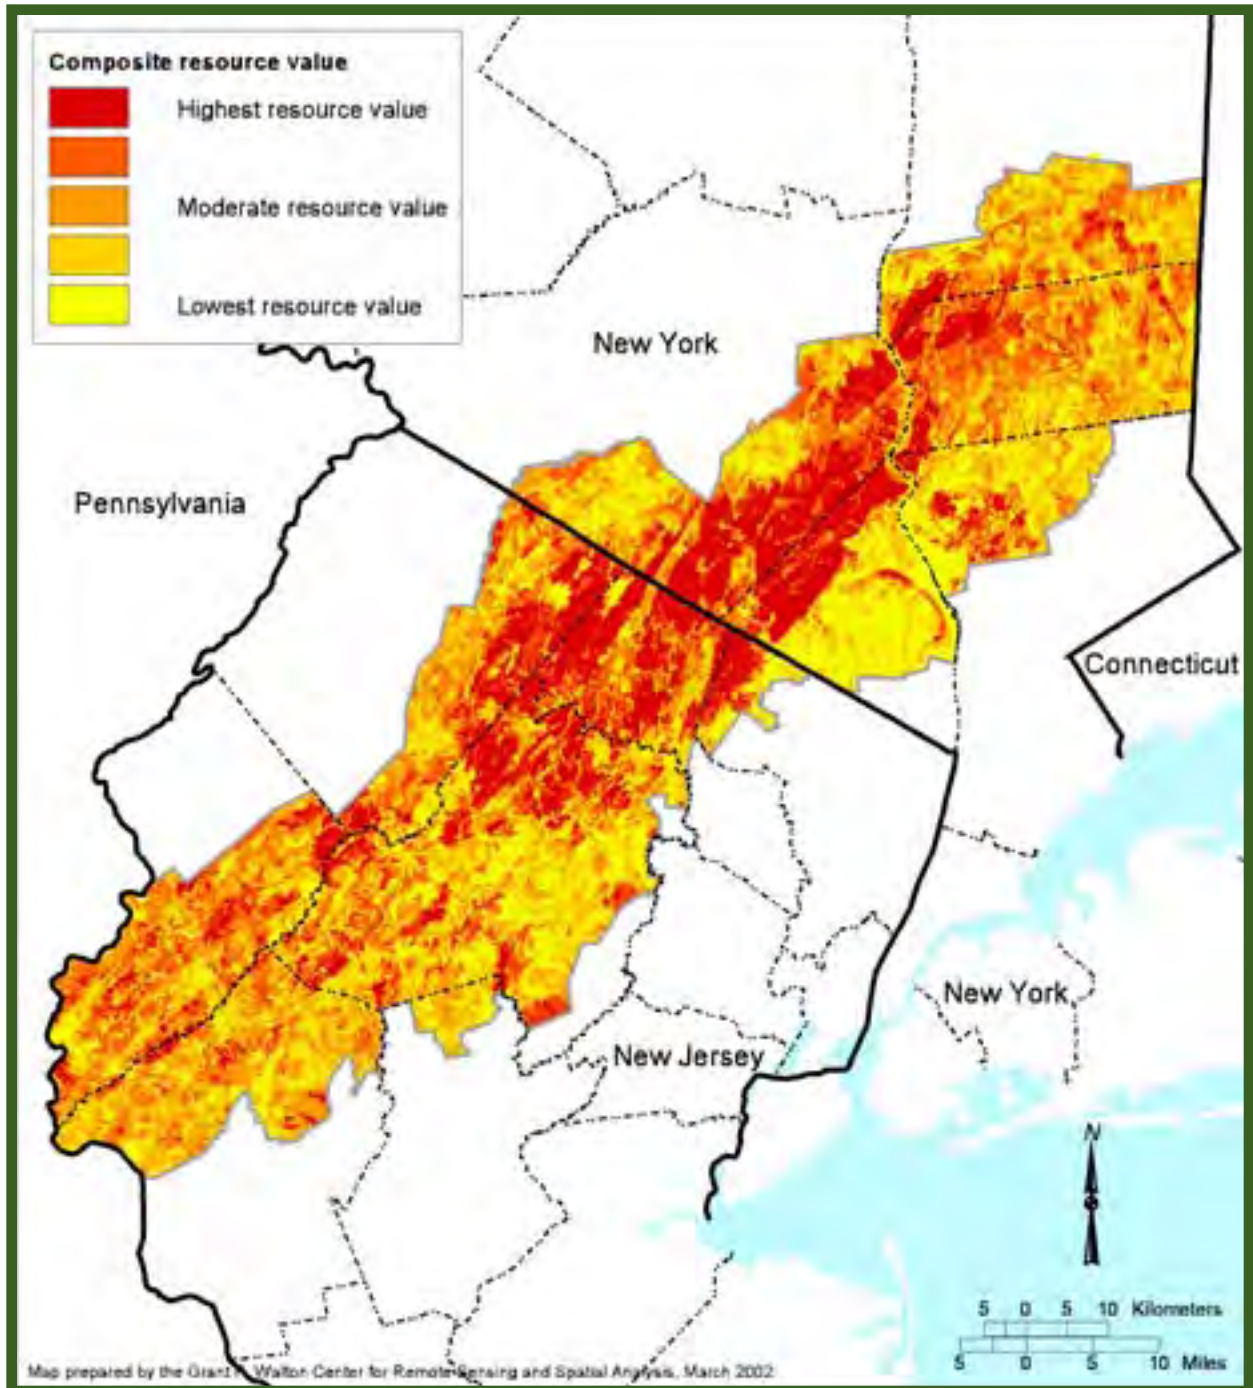 Composite resource value
Highest resource value
Moderate resource value
Lowest resource value
New York
Pennsylvania
Connecticut
New York
New Jersey
N
5 0 5 10 Kilometers
5 0 5 10 Miles
Map prepared by the Grant F. Walton Center for Remote Sensing and Spatial Analysis, March 2002